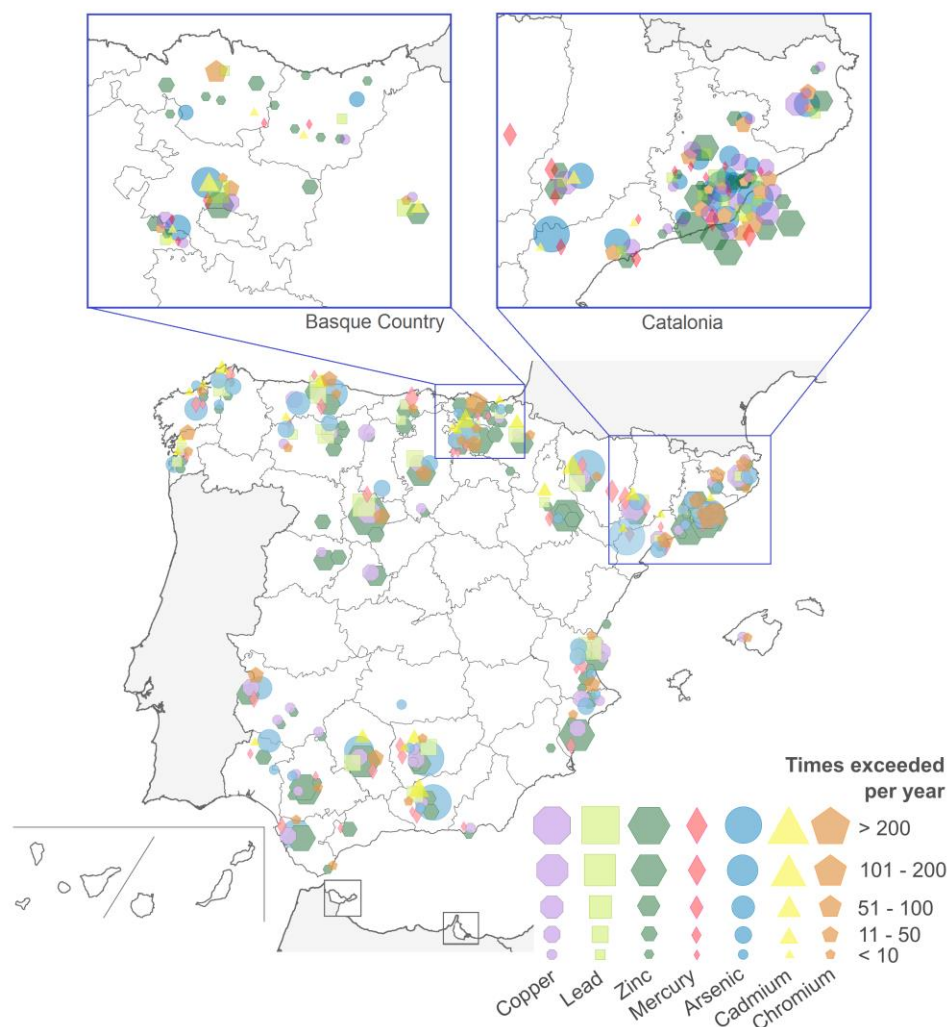 Basque Country
Catalonia
Times exceeded
per year
> 200
101 - 200
51 - 100
11 - 50
< 10
Copper
Lead
Zinc
Mercury
Arsenic
Cadmium
Chromium